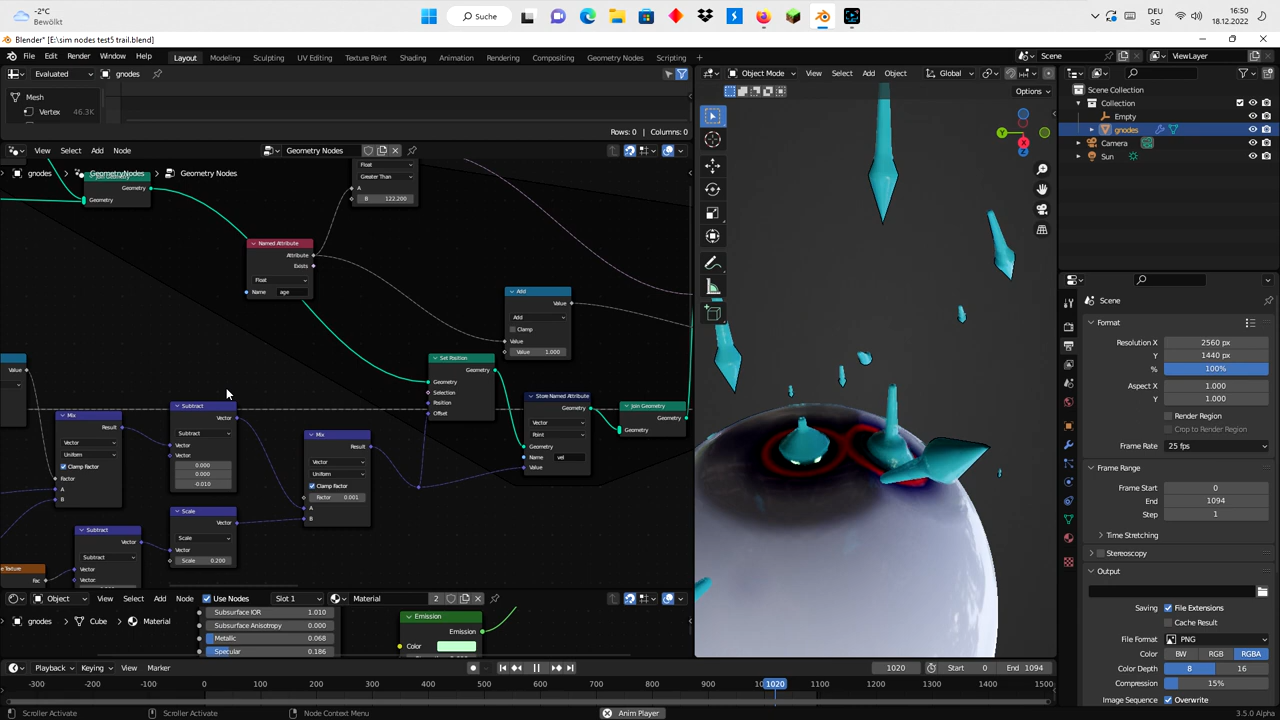 -2°C
Bewölkt
Suche
DEU
SG
16:50
18.12.2022
Blender* [E:\sim nodes test5 trail.blend]
File Edit Render Window Help
Layout Modeling Sculpting UV Editing Texture Paint Shading Animation Rendering Compositing Geometry Nodes Scripting
Scene
ViewLayer
Evaluated gnodes
Mesh
Vertex 46.3K
Rows: 0 | Columns: 0
View Select Add Node
Geometry Nodes
gnodes GeometryNodes Geometry Nodes
Geometry
Geometry
Float
Greater Than
A
B 122.200
Named Attribute
Attribute
Exists
Float
Name age
Add
Value
Add
Clamp
Value
Value 1.000
Set Position
Geometry
Geometry
Selection
Position
Offset
Store Named Attribute
Geometry
Vector
Point
Geometry
Name vel
Value
Join Geometry
Geometry
Geometry
Value
Mix
Result
Vector
Uniform
Clamp Factor
Factor
A
B
Subtract
Vector
Subtract
Vector
Vector
0.000
0.000
-0.010
Mix
Result
Vector
Uniform
Clamp Factor
Factor 0.001
A
B
Scale
Vector
Scale
Vector
Scale 0.200
Subtract
Vector
Subtract
Vector
Vector
e Texture
Fac
Object View Select Add Node Use Nodes Slot 1 Material 2
gnodes Cube Material
Subsurface IOR 1.010
Subsurface Anisotropy 0.000
Metallic 0.068
Specular 0.186
Emission
Emission
Color
Object Mode View Select Add Object Global
Options
Y
Z
X
Scene Collection
Collection
Empty
gnodes
Camera
Sun
Scene
Format
Resolution X 2560 px
Y 1440 px
% 100%
Aspect X 1.000
Y 1.000
Render Region
Crop to Render Region
Frame Rate 25 fps
Frame Range
Frame Start 0
End 1094
Step 1
Time Stretching
Stereoscopy
Output
Saving File Extensions
Cache Result
File Format PNG
Color BW RGB RGBA
Color Depth 8 16
Compression 15%
Image Sequence Overwrite
Playback Keying View Marker
1020
Start 0
End 1094
-300 -200 -100 0 100 200 300 400 500 600 700 1020 900 1000 1100 1200 1300 1400 1500
Scroller Activate Scroller Activate Node Context Menu Anim Player 3.5.0 Alpha